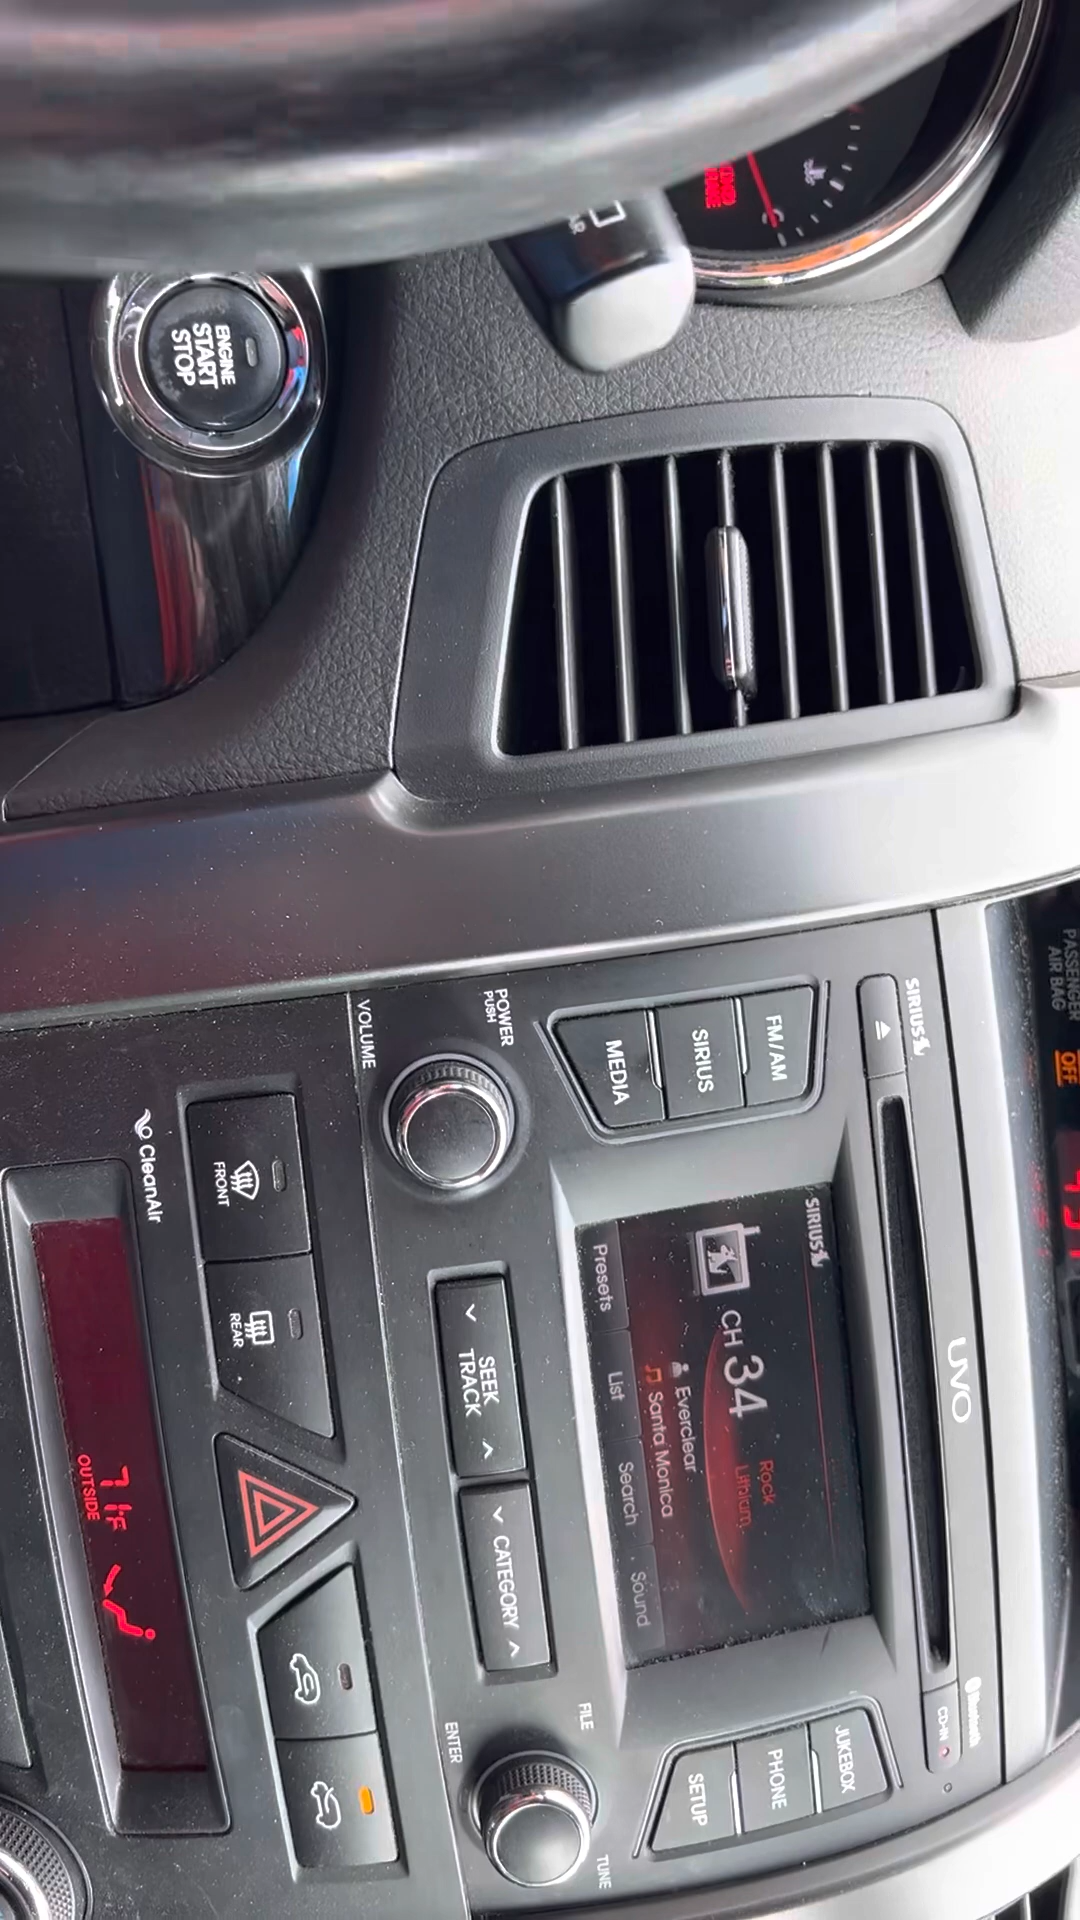 ENGINE
START
STOP
PASSENGER
AIR BAG
OFF
SIRIUS
UVO
Bluetooth
CD-IN
FM/AM
SIRIUS
MEDIA
POWER
PUSH
VOLUME
SIRIUS
CH 34
Rock
Lithium
Everclear
Santa Monica
Presets
List
Search
Sound
JUKEBOX
PHONE
SETUP
SEEK
TRACK
CATEGORY
FILE
TUNE
ENTER
CleanAir
FRONT
REAR
71°F
OUTSIDE
C